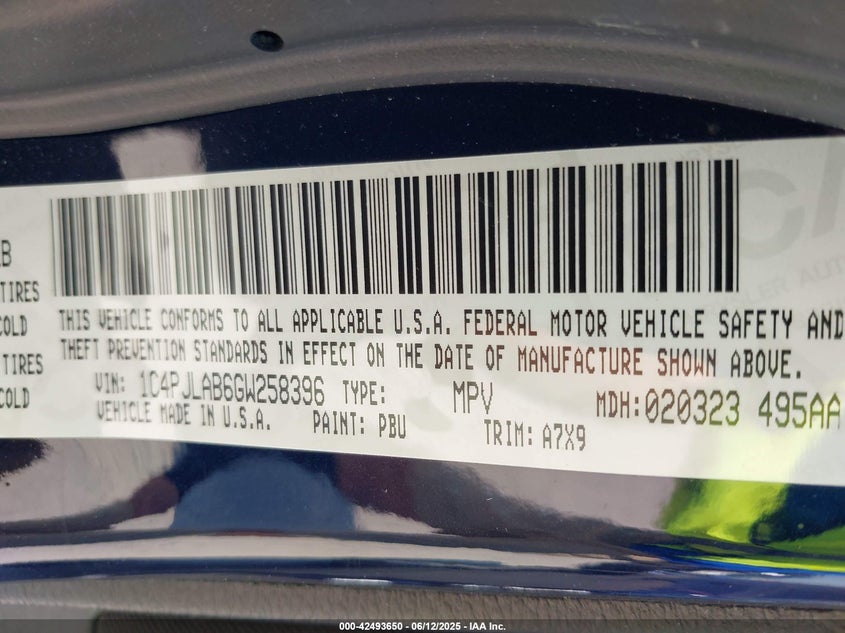 B
TIRES
COLD
TIRES
COLD
THIS VEHICLE CONFORMS TO ALL APPLICABLE U.S.A. FEDERAL MOTOR VEHICLE SAFETY AND
THEFT PREVENTION STANDARDS IN EFFECT ON THE DATE OF MANUFACTURE SHOWN ABOVE.
VIN: 1C4PJLAB6GW258396 TYPE: MPV MDH:020323 495AA
VEHICLE MADE IN U.S.A. PAINT: PBU TRIM: A7X9
000-42493650 - 06/12/2025 - IAA Inc.